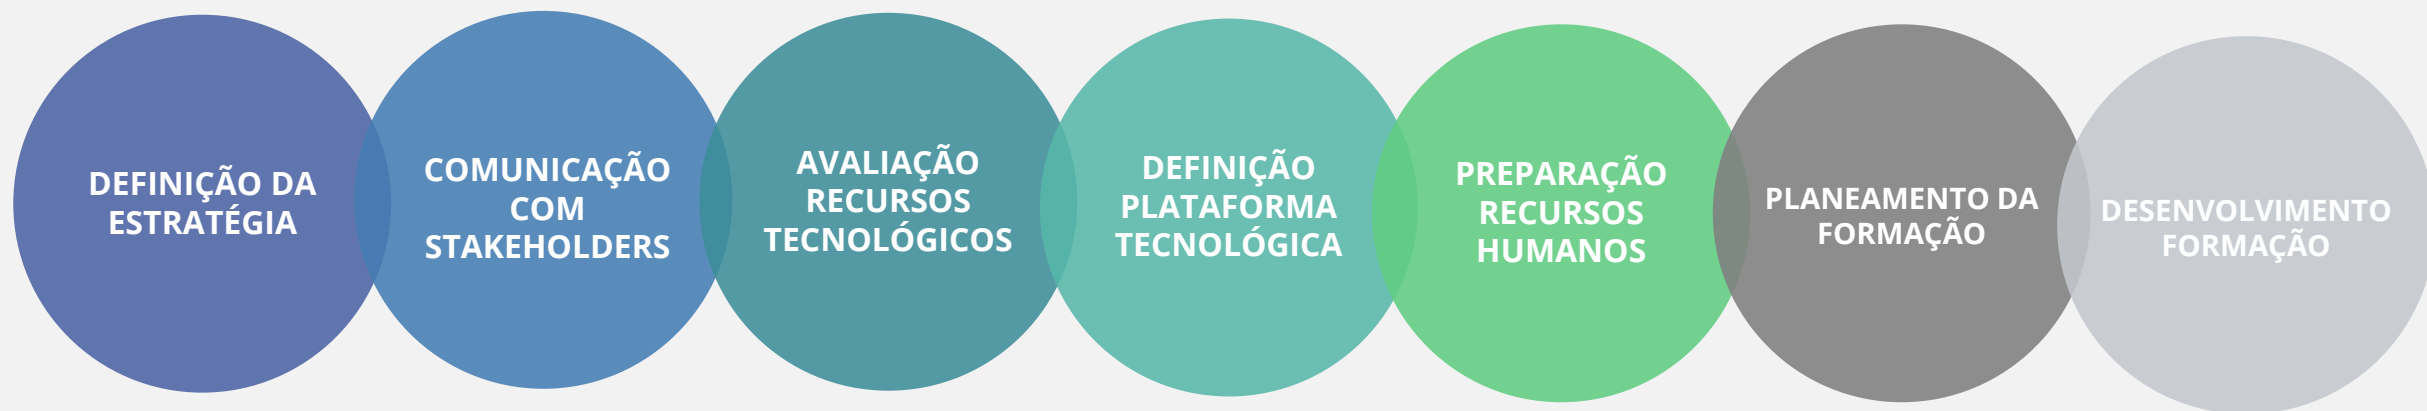 DEFINIÇÃO DA
ESTRATÉGIA
COMUNICAÇÃO
COM
STAKEHOLDERS
AVALIAÇÃO
RECURSOS
TECNOLÓGICOS
DEFINIÇÃO
PLATAFORMA
TECNOLÓGICA
PREPARAÇÃO
RECURSOS
HUMANOS
PLANEAMENTO DA
FORMAÇÃO
DESENVOLVIMENTO
FORMAÇÃO